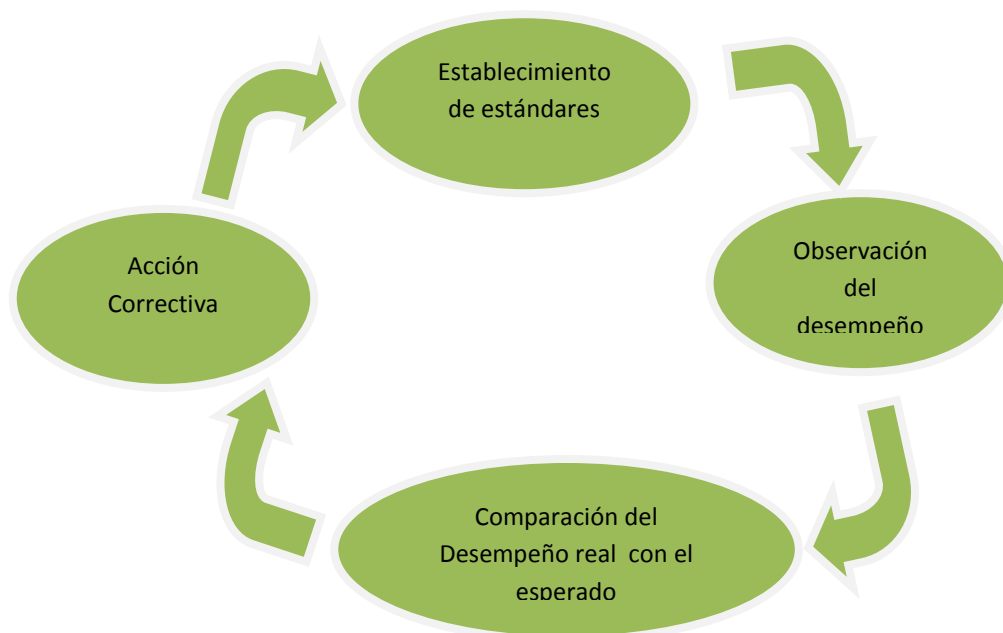 Establecimiento
de estándares
Observación
del
desempeño
Comparación del
Desempeño real con el
esperado
Acción
Correctiva